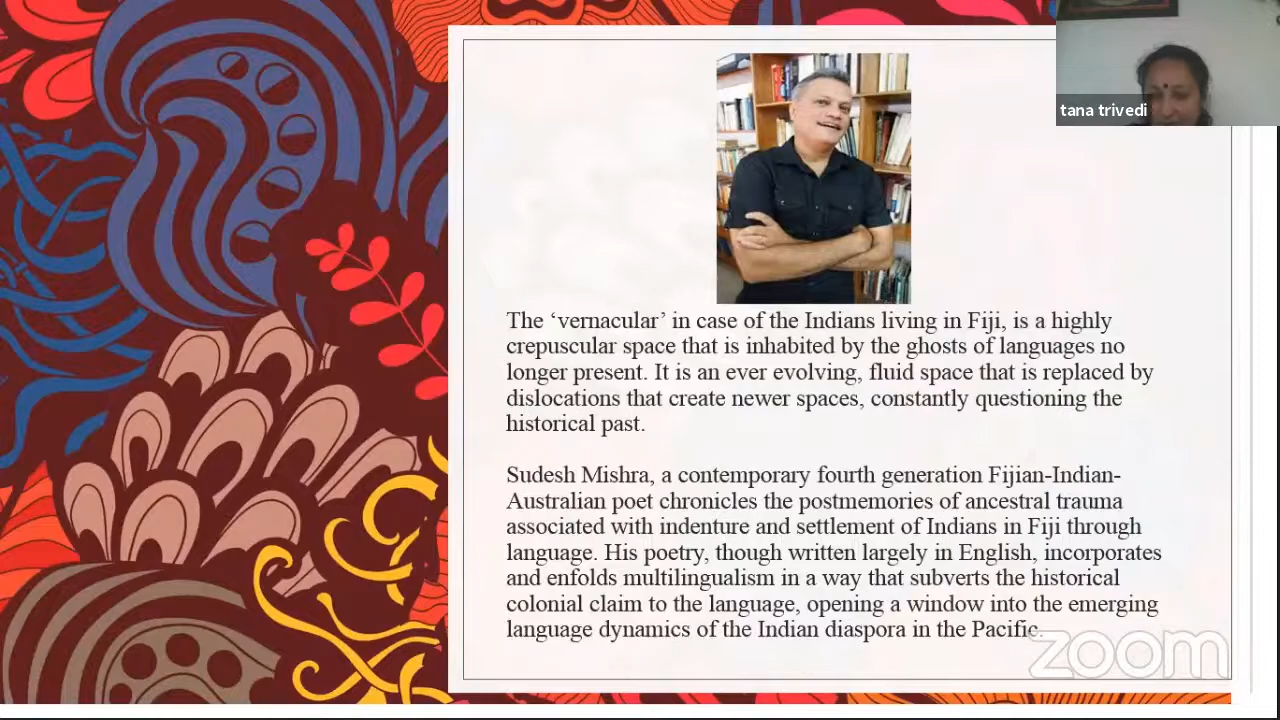 tana trivedi
The ‘vernacular’ in case of the Indians living in Fiji, is a highly
crepuscular space that is inhabited by the ghosts of languages no
longer present. It is an ever evolving, fluid space that is replaced by
dislocations that create newer spaces, constantly questioning the
historical past.
Sudesh Mishra, a contemporary fourth generation Fijian-Indian-
Australian poet chronicles the postmemories of ancestral trauma
associated with indenture and settlement of Indians in Fiji through
language. His poetry, though written largely in English, incorporates
and enfolds multilingualism in a way that subverts the historical
colonial claim to the language, opening a window into the emerging
language dynamics of the Indian diaspora in the Pacific.
zoom